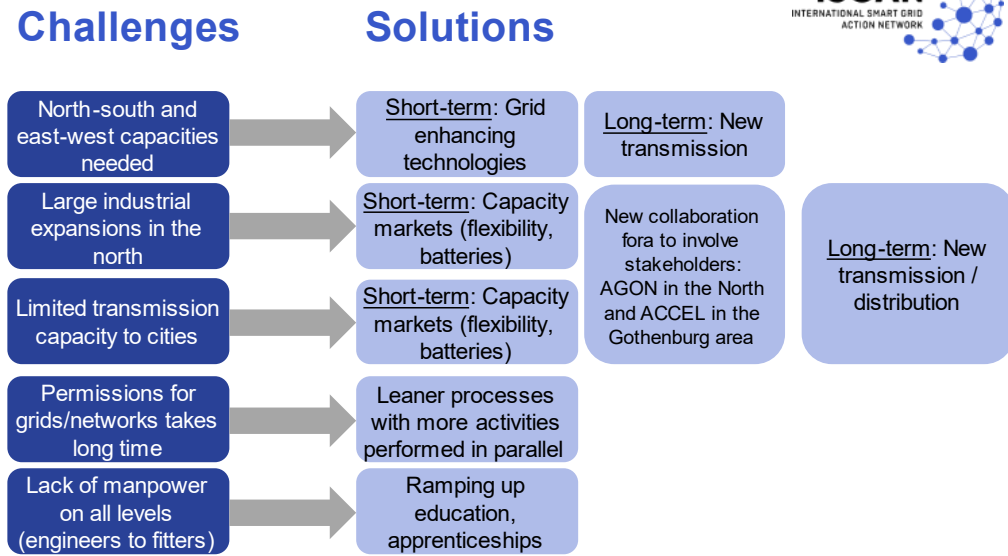 Challenges
Solutions
INTERNATIONAL SMART GRID
ACTION NETWORK
North-south and
east-west capacities
needed
Short-term: Grid
enhancing
technologies
Long-term: New
transmission
Large industrial
expansions in the
north
Short-term: Capacity
markets (flexibility,
batteries)
New collaboration
fora to involve
stakeholders:
AGON in the North
and ACCEL in the
Gothenburg area
Long-term: New
transmission /
distribution
Limited transmission
capacity to cities
Short-term: Capacity
markets (flexibility,
batteries)
Permissions for
grids/networks takes
long time
Leaner processes
with more activities
performed in parallel
Lack of manpower
on all levels
(engineers to fitters)
Ramping up
education,
apprenticeships